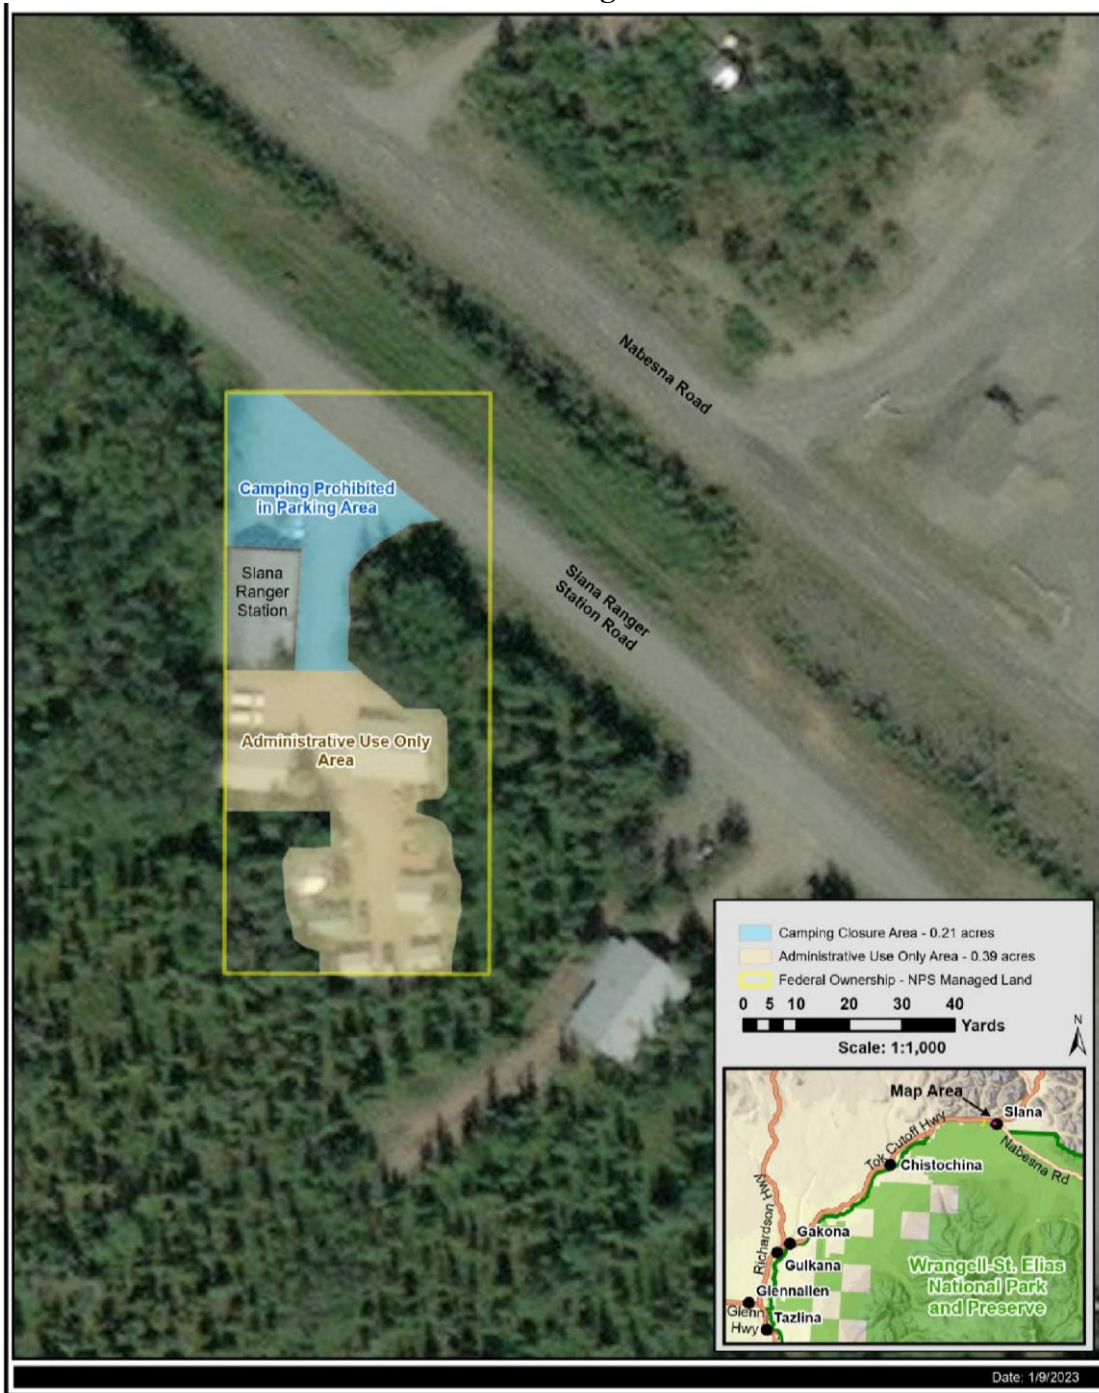 Nabesna Road
Camping Prohibited
in Parking Area
Slana
Ranger
Station
Slana Ranger
Station Road
Administrative Use Only
Area
Camping Closure Area - 0.21 acres
Administrative Use Only Area - 0.39 acres
Federal Ownership - NPS Managed Land
0 5 10 20 30 40
Yards
Scale: 1:1,000
N
Map Area
Slana
Tok Cutoff Hwy
Nabesna Rd
Chistochina
Richardson Hwy
Gakona
Gulkana
Wrangell-St. Elias
National Park
and Preserve
Glennallen
Glenn
Hwy
Tazlina
Date: 1/9/2023